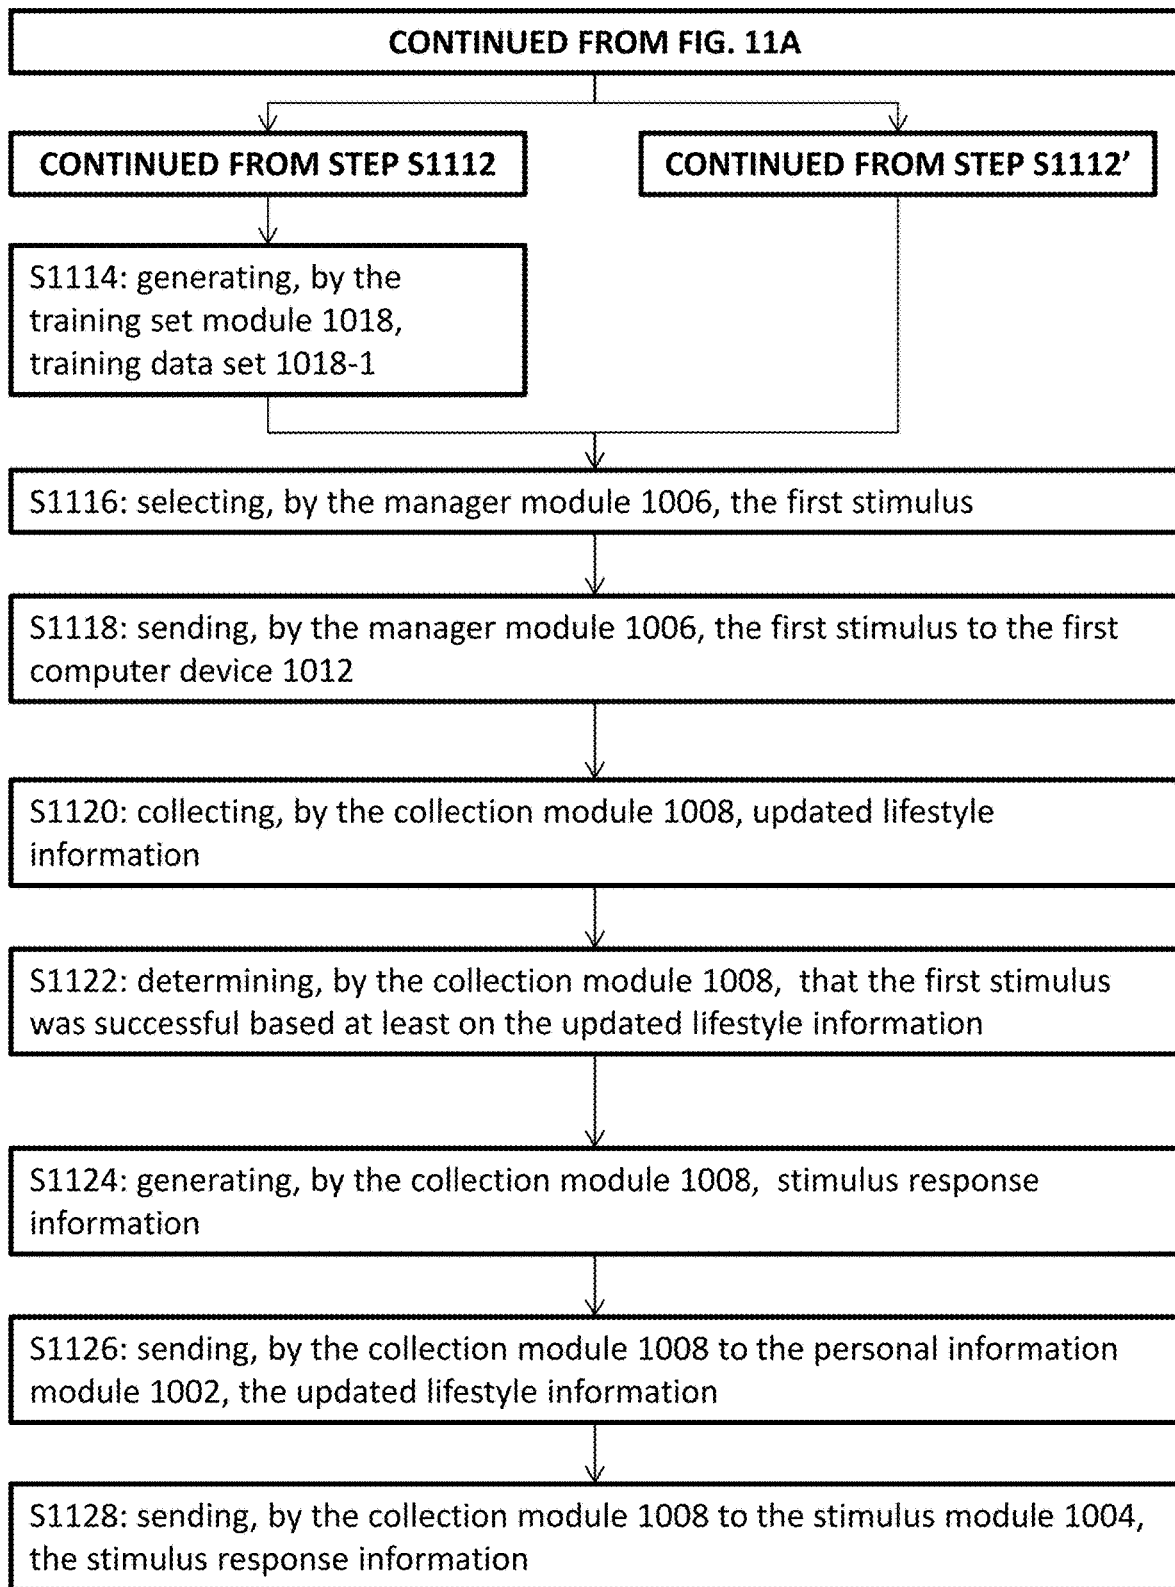 CONTINUED FROM FIG. 11A
CONTINUED FROM STEP S1112
CONTINUED FROM STEP S1112’
S1114: generating, by the
training set module 1018,
training data set 1018-1
S1116: selecting, by the manager module 1006, the first stimulus
S1118: sending, by the manager module 1006, the first stimulus to the first
computer device 1012
S1120: collecting, by the collection module 1008, updated lifestyle
information
S1122: determining, by the collection module 1008, that the first stimulus
was successful based at least on the updated lifestyle information
S1124: generating, by the collection module 1008, stimulus response
information
S1126: sending, by the collection module 1008 to the personal information
module 1002, the updated lifestyle information
S1128: sending, by the collection module 1008 to the stimulus module 1004,
the stimulus response information